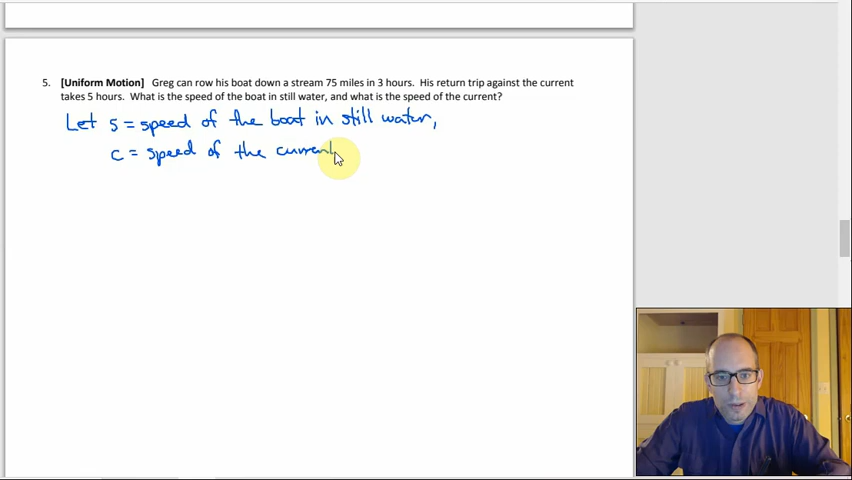 5. [Uniform Motion] Greg can row his boat down a stream 75 miles in 3 hours. His return trip against the current
takes 5 hours. What is the speed of the boat in still water, and what is the speed of the current?
Let s = speed of the boat in still water,
c = speed of the current